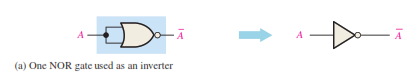 A A̅ A A̅
(a) One NOR gate used as an inverter